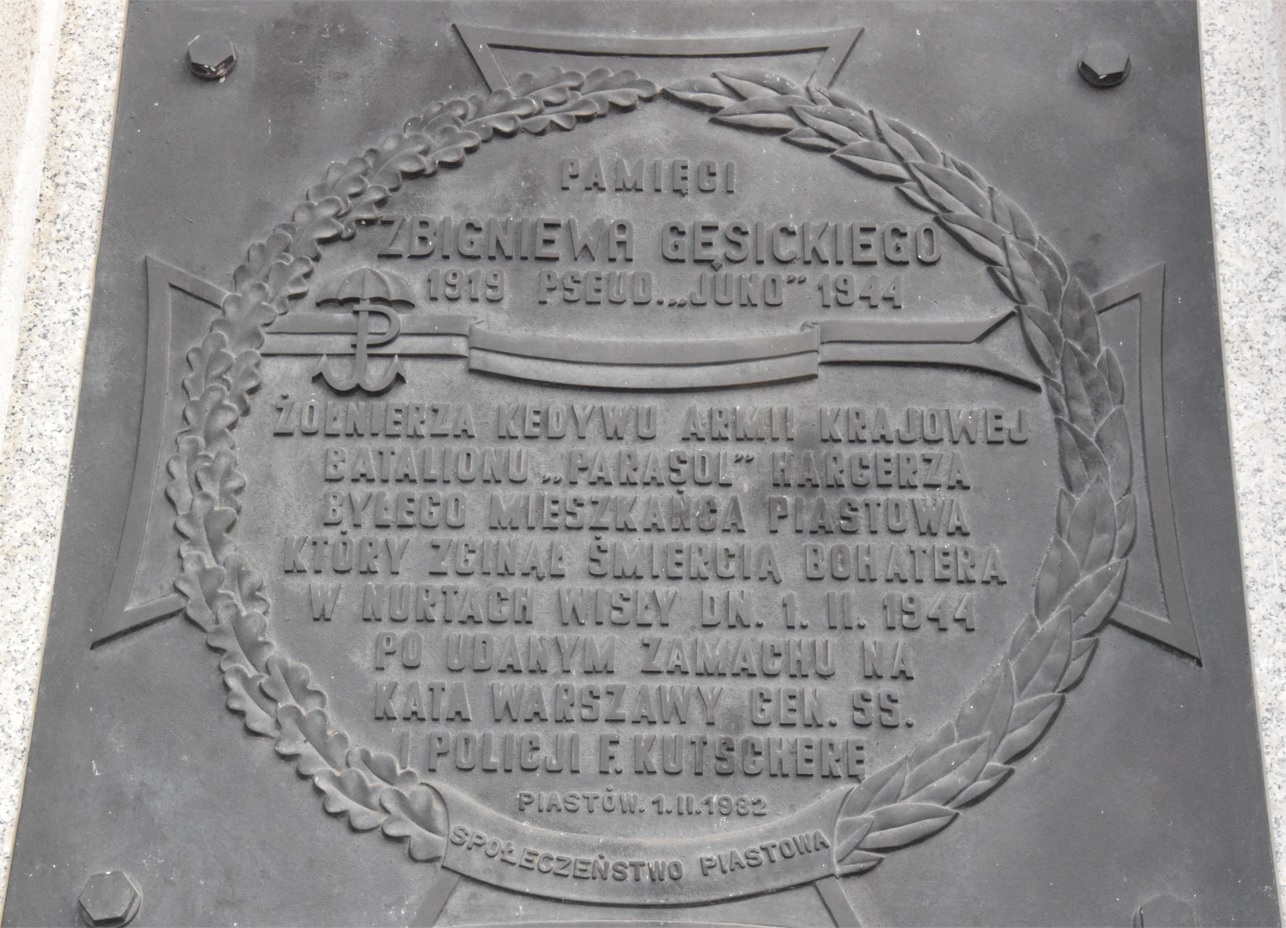 PAMIĘCI
ZBIGNIEWA GĘSICKIEGO
1919 PSEUD. „JUNO” 1944
P
ŻOŁNIERZA KEDYWU ARMII KRAJOWEJ
BATALIONU „PARASOL” HARCERZA
BYŁEGO MIESZKAŃCA PIASTOWA
KTÓRY ZGINĄŁ ŚMIERCIĄ BOHATERA
W NURTACH WISŁY DN. 1. II. 1944
PO UDANYM ZAMACHU NA
KATA WARSZAWY GEN. SS.
I POLICJI F. KUTSCHERĘ
PIASTÓW. 1.II.1982
SPOŁECZEŃSTWO PIASTOWA